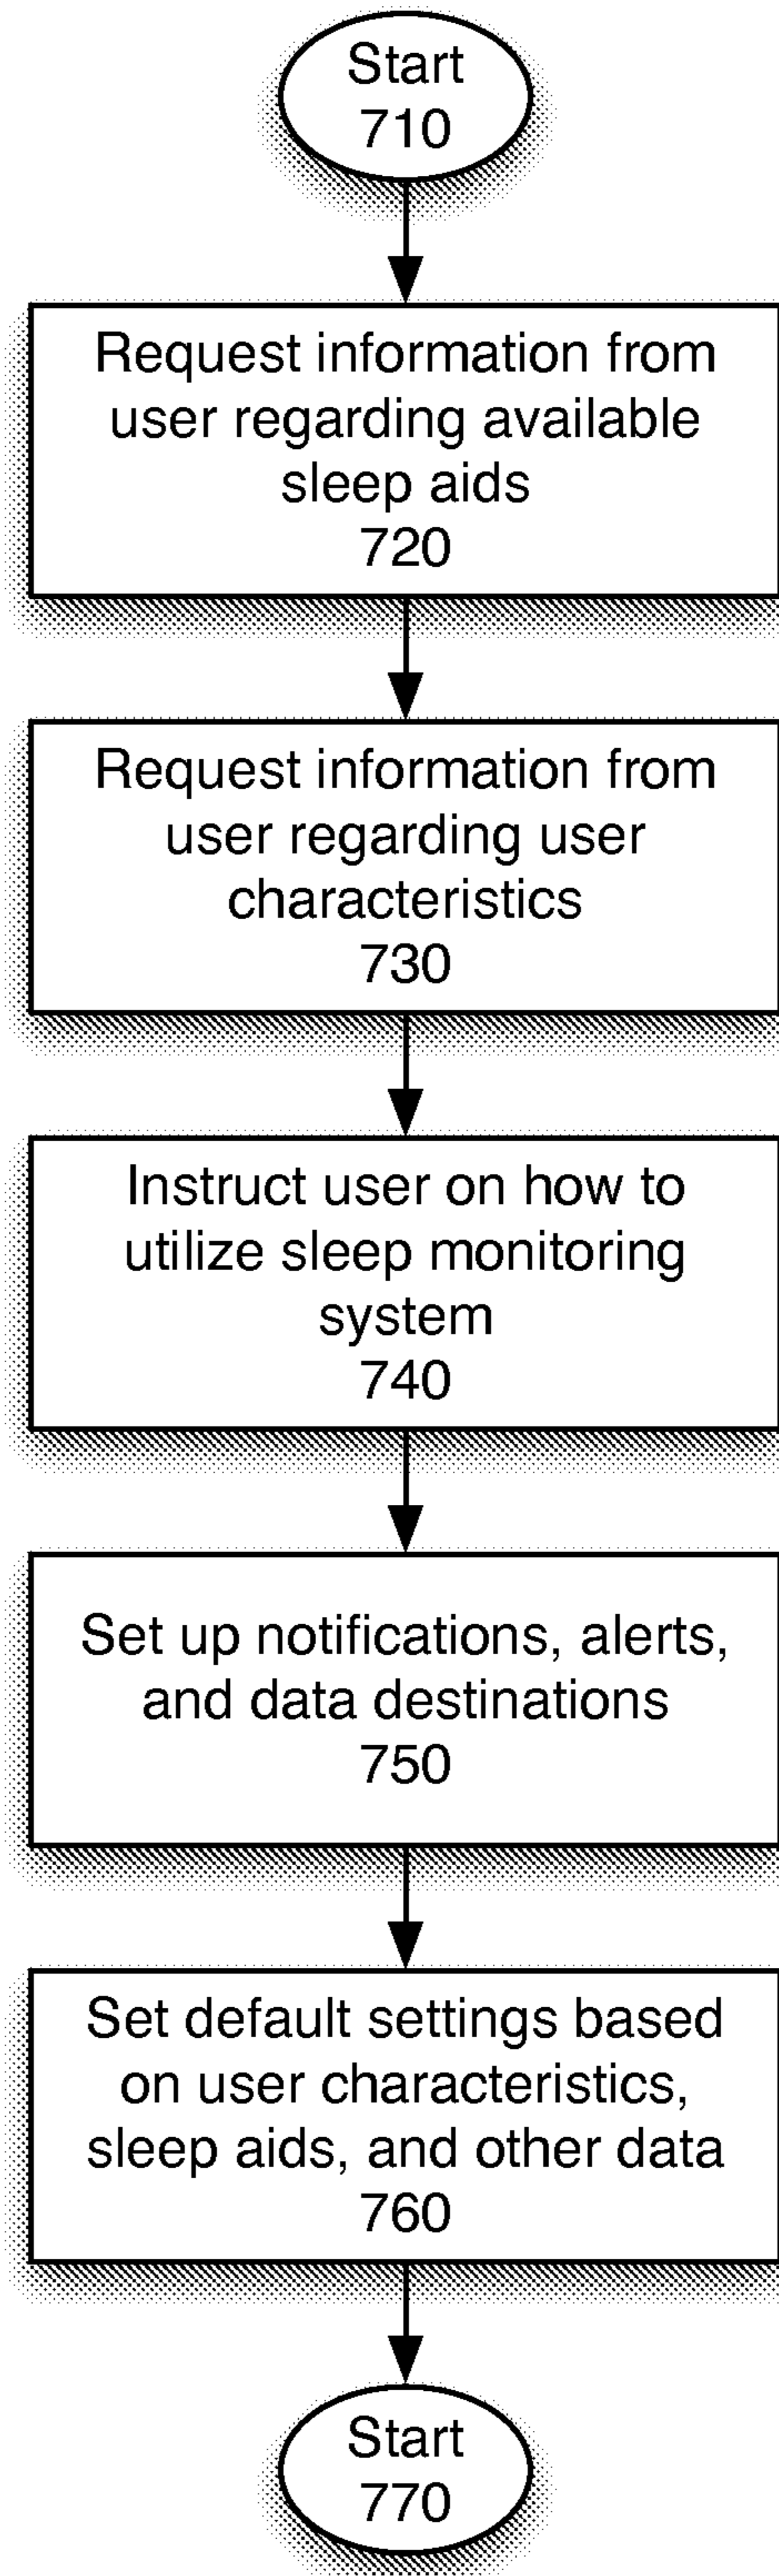 Start
710
Request information from
user regarding available
sleep aids
720
Request information from
user regarding user
characteristics
730
Instruct user on how to
utilize sleep monitoring
system
740
Set up notifications, alerts,
and data destinations
750
Set default settings based
on user characteristics,
sleep aids, and other data
760
Start
770